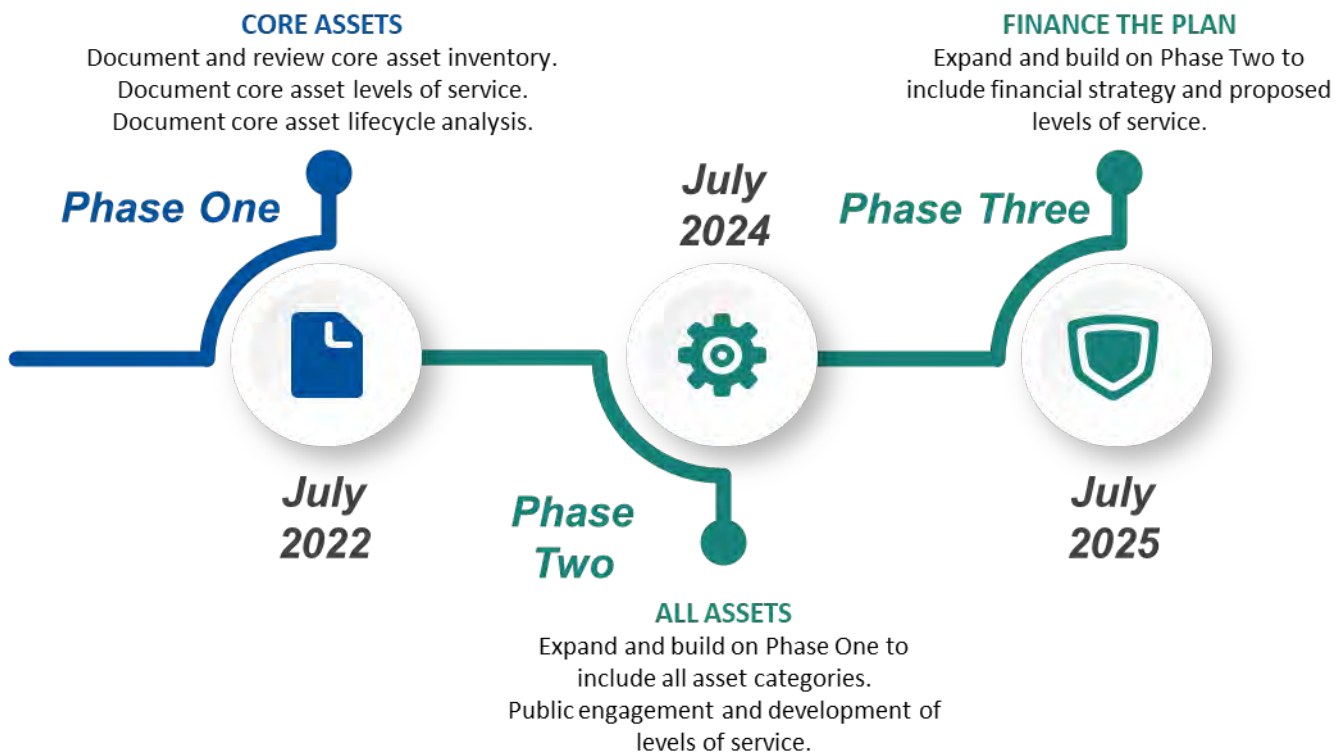 CORE ASSETS
Document and review core asset inventory.
Document core asset levels of service.
Document core asset lifecycle analysis.
Phase One
July
2022
July
2024
Phase
Two
ALL ASSETS
Expand and build on Phase One to
include all asset categories.
Public engagement and development of
levels of service.
FINANCE THE PLAN
Expand and build on Phase Two to
include financial strategy and proposed
levels of service.
Phase Three
July
2025